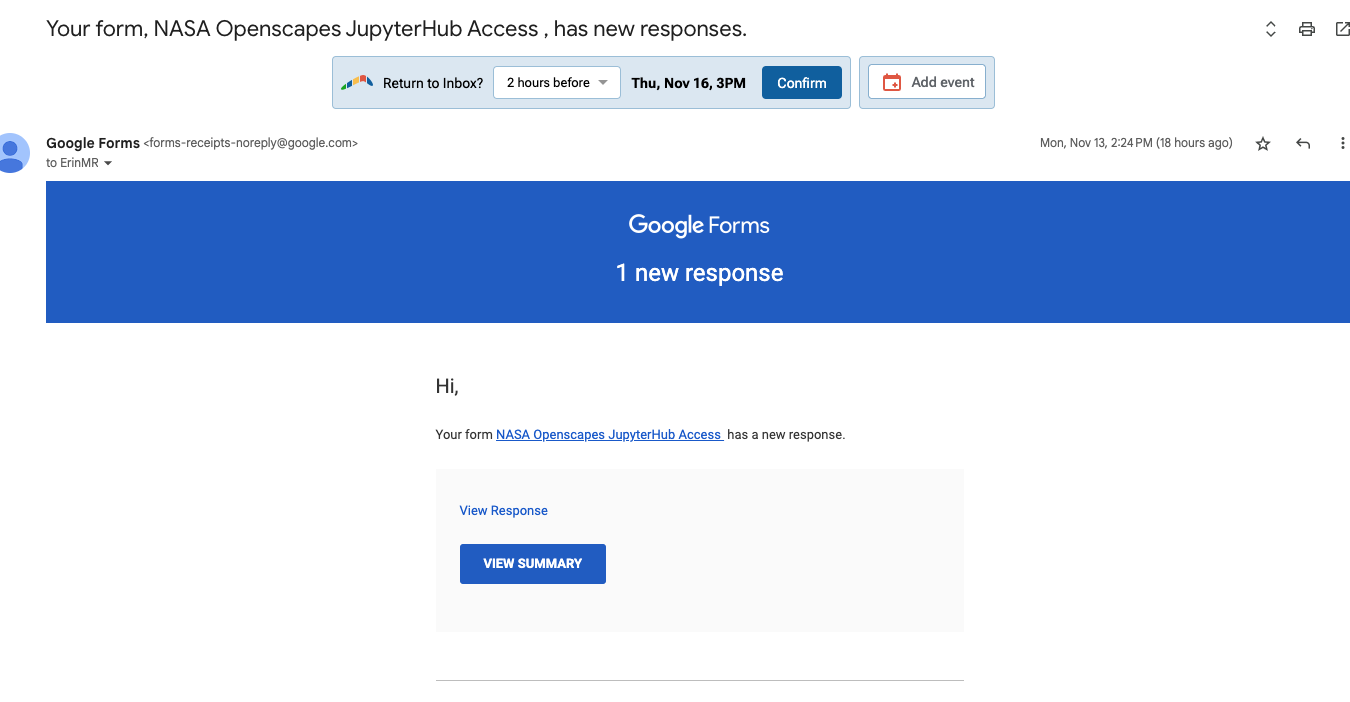 Your form, NASA Openscapes JupyterHub Access , has new responses.
Return to Inbox? 2 hours before Thu, Nov 16, 3PM Confirm Add event
Google Forms <forms-receipts-noreply@google.com> Mon, Nov 13, 2:24 PM (18 hours ago)
to ErinMR
Google Forms
1 new response
Hi,
Your form NASA Openscapes JupyterHub Access  has a new response.
View Response
VIEW SUMMARY